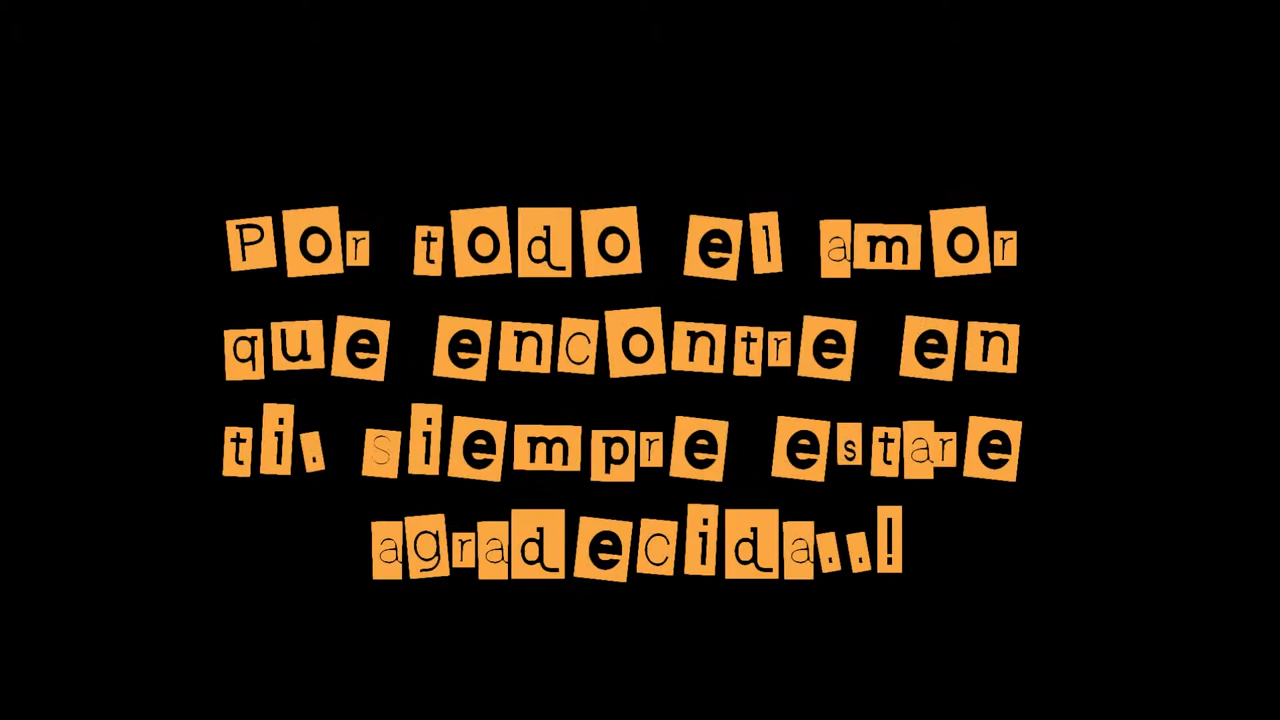 Por todo el amor
que encontre en
ti. siempre estare
agradecida..!